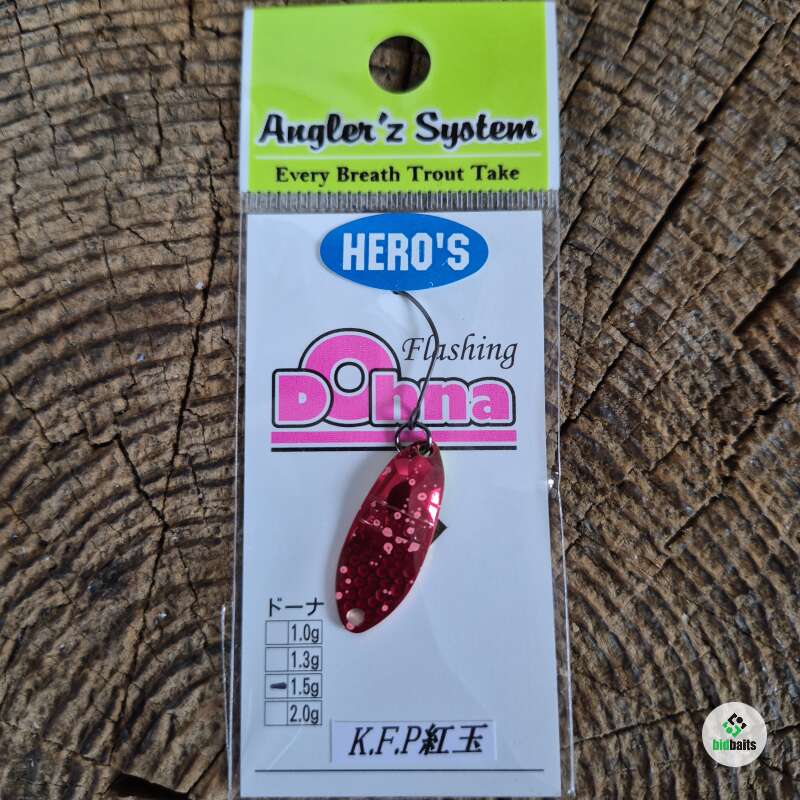 Angler'z System
Every Breath Trout Take
HERO'S
Flashing
Dohna
ドーナ
1.0g
1.3g
1.5g
2.0g
K.F.P紅玉
bidbaits